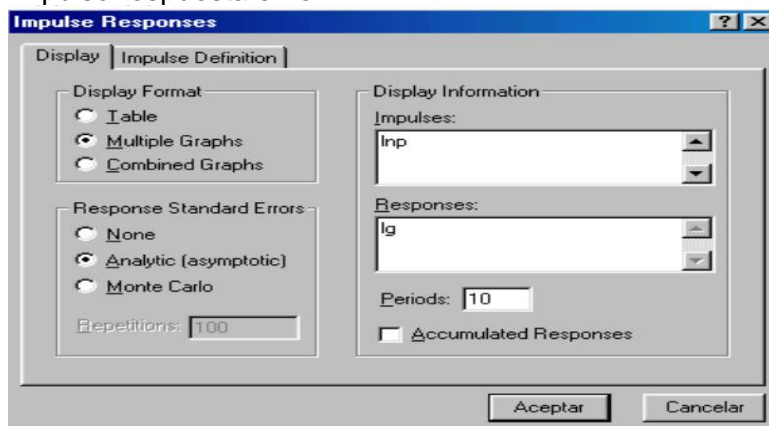 Impulse Responses
Display
Impulse Definition
Display Format
Table
Multiple Graphs
Combined Graphs
Response Standard Errors
None
Analytic (asymptotic)
Monte Carlo
Repetitions: 100
Display Information
Impulses:
lnp
Responses:
lg
Periods: 10
Accumulated Responses
Aceptar
Cancelar